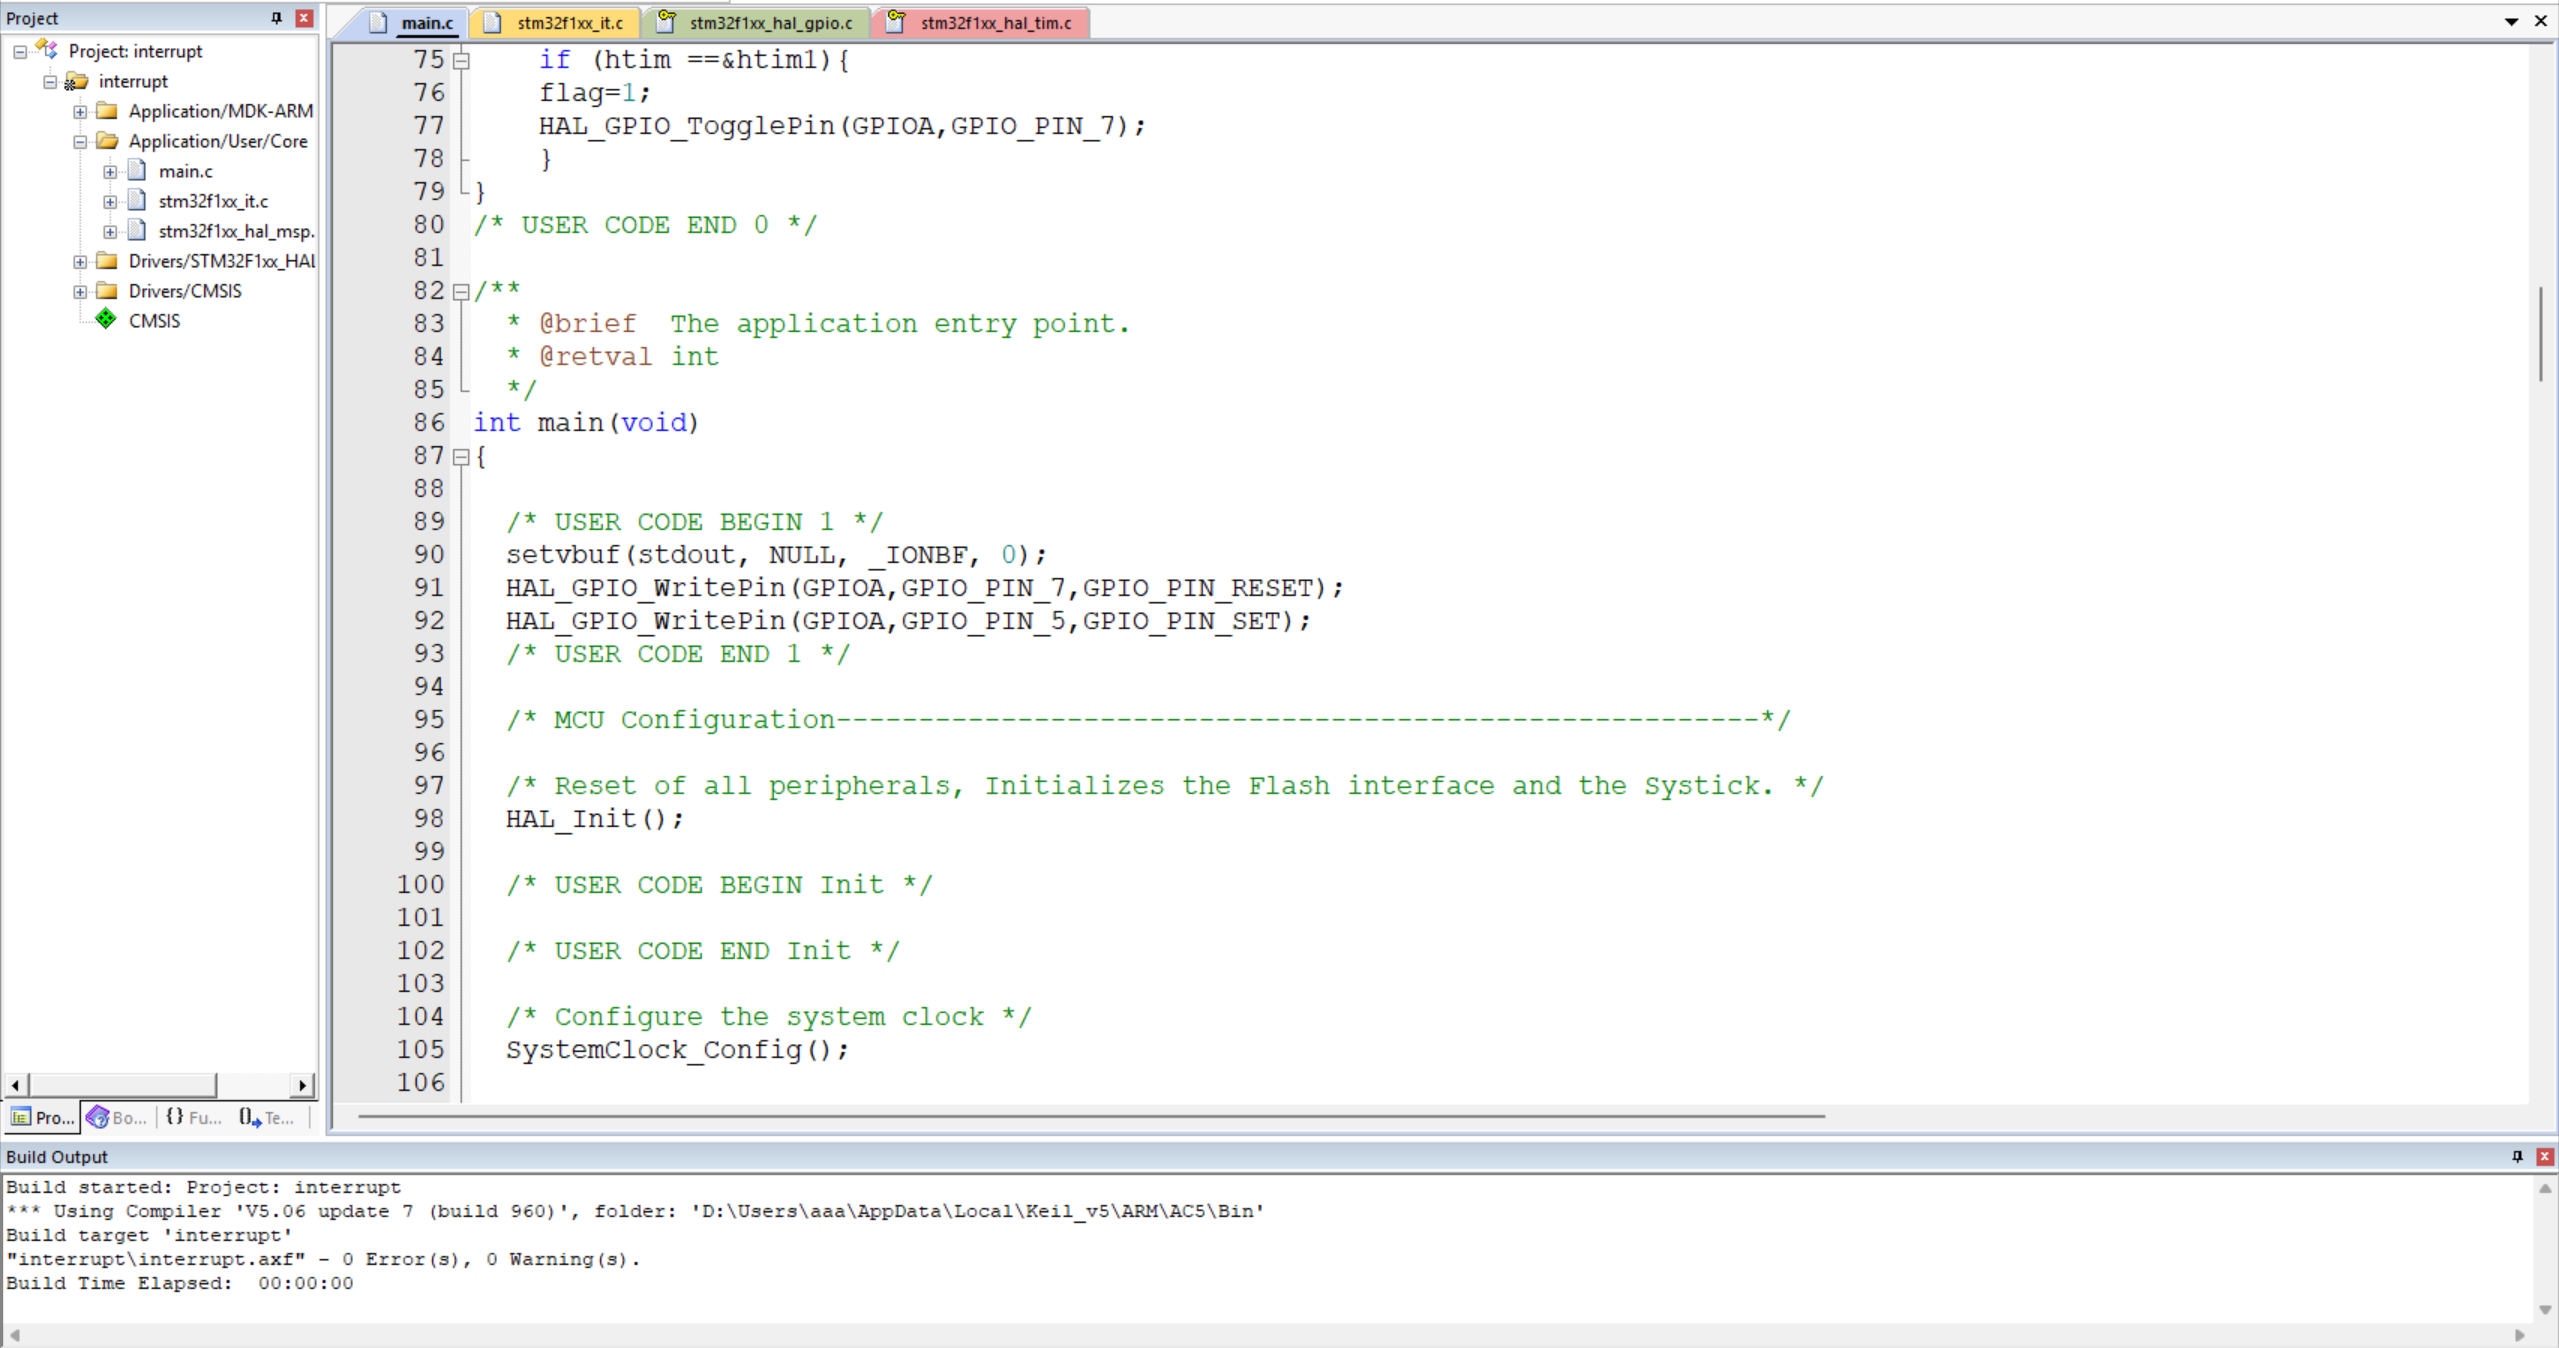 Project
Project: interrupt
interrupt
Application/MDK-ARM
Application/User/Core
main.c
stm32f1xx_it.c
stm32f1xx_hal_msp.
Drivers/STM32F1xx_HAL
Drivers/CMSIS
CMSIS
Pro... Bo... {} Fu... Te...
main.c stm32f1xx_it.c stm32f1xx_hal_gpio.c stm32f1xx_hal_tim.c
75 if (htim ==&htim1){
76 flag=1;
77 HAL_GPIO_TogglePin(GPIOA,GPIO_PIN_7);
78 }
79 }
80 /* USER CODE END 0 */
81
82 /**
83 * @brief  The application entry point.
84 * @retval int
85 */
86 int main(void)
87 {
88
89 /* USER CODE BEGIN 1 */
90 setvbuf(stdout, NULL, _IONBF, 0);
91 HAL_GPIO_WritePin(GPIOA,GPIO_PIN_7,GPIO_PIN_RESET);
92 HAL_GPIO_WritePin(GPIOA,GPIO_PIN_5,GPIO_PIN_SET);
93 /* USER CODE END 1 */
94
95 /* MCU Configuration--------------------------------------------------------*/
96
97 /* Reset of all peripherals, Initializes the Flash interface and the Systick. */
98 HAL_Init();
99
100 /* USER CODE BEGIN Init */
101
102 /* USER CODE END Init */
103
104 /* Configure the system clock */
105 SystemClock_Config();
106
Build Output
Build started: Project: interrupt
*** Using Compiler 'V5.06 update 7 (build 960)', folder: 'D:\Users\aaa\AppData\Local\Keil_v5\ARM\AC5\Bin'
Build target 'interrupt'
"interrupt\interrupt.axf" - 0 Error(s), 0 Warning(s).
Build Time Elapsed:  00:00:00